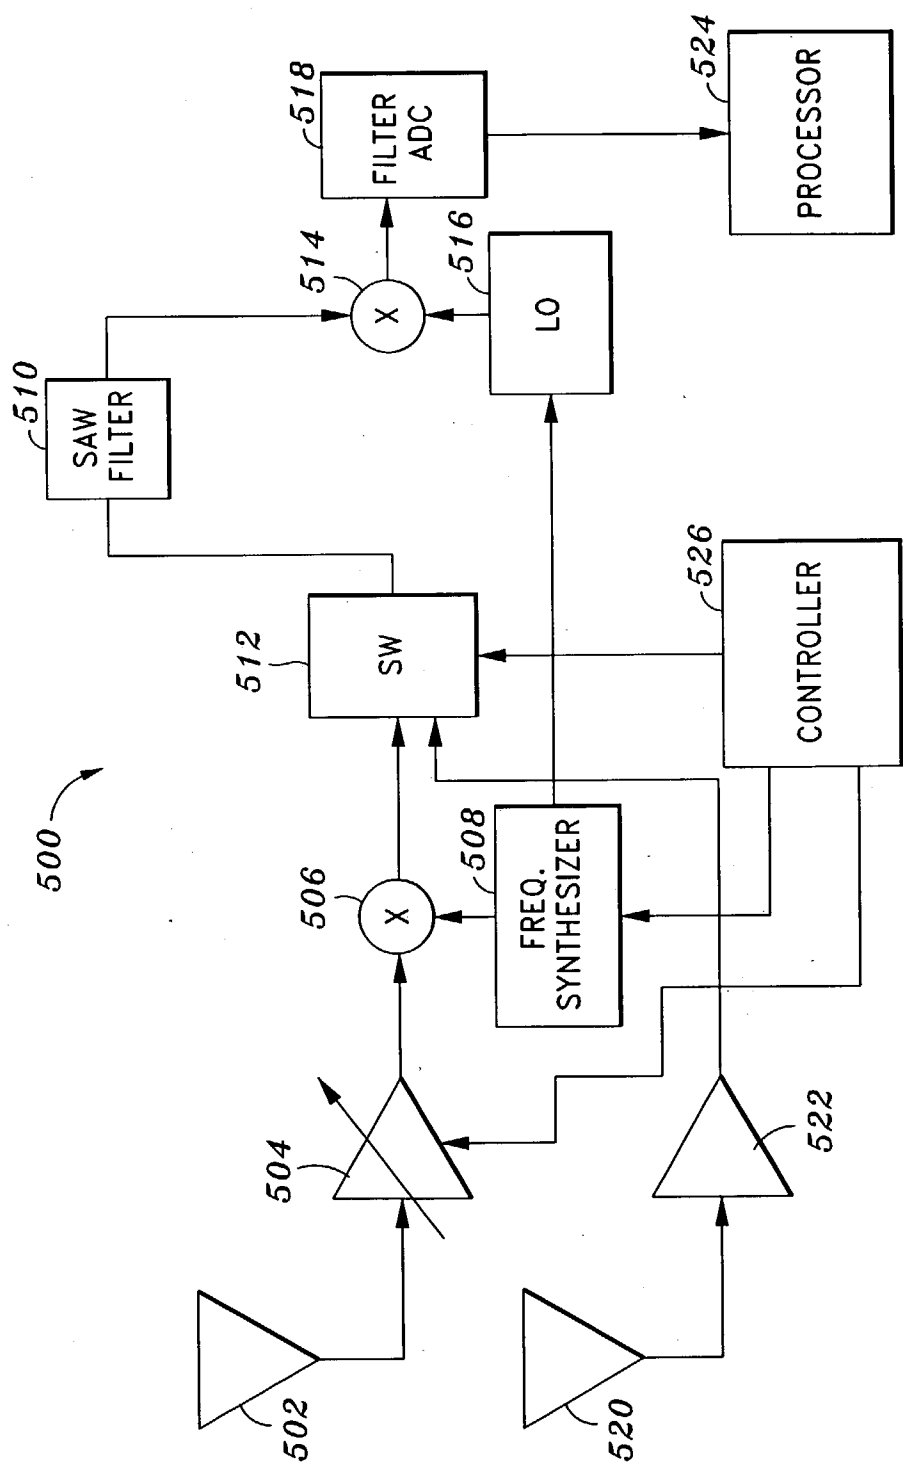 500
502
504
506
508
FREQ.
SYNTHESIZER
512
SW
510
SAW
FILTER
514
X
516
LO
518
FILTER
ADC
524
PROCESSOR
X
520
522
526
CONTROLLER